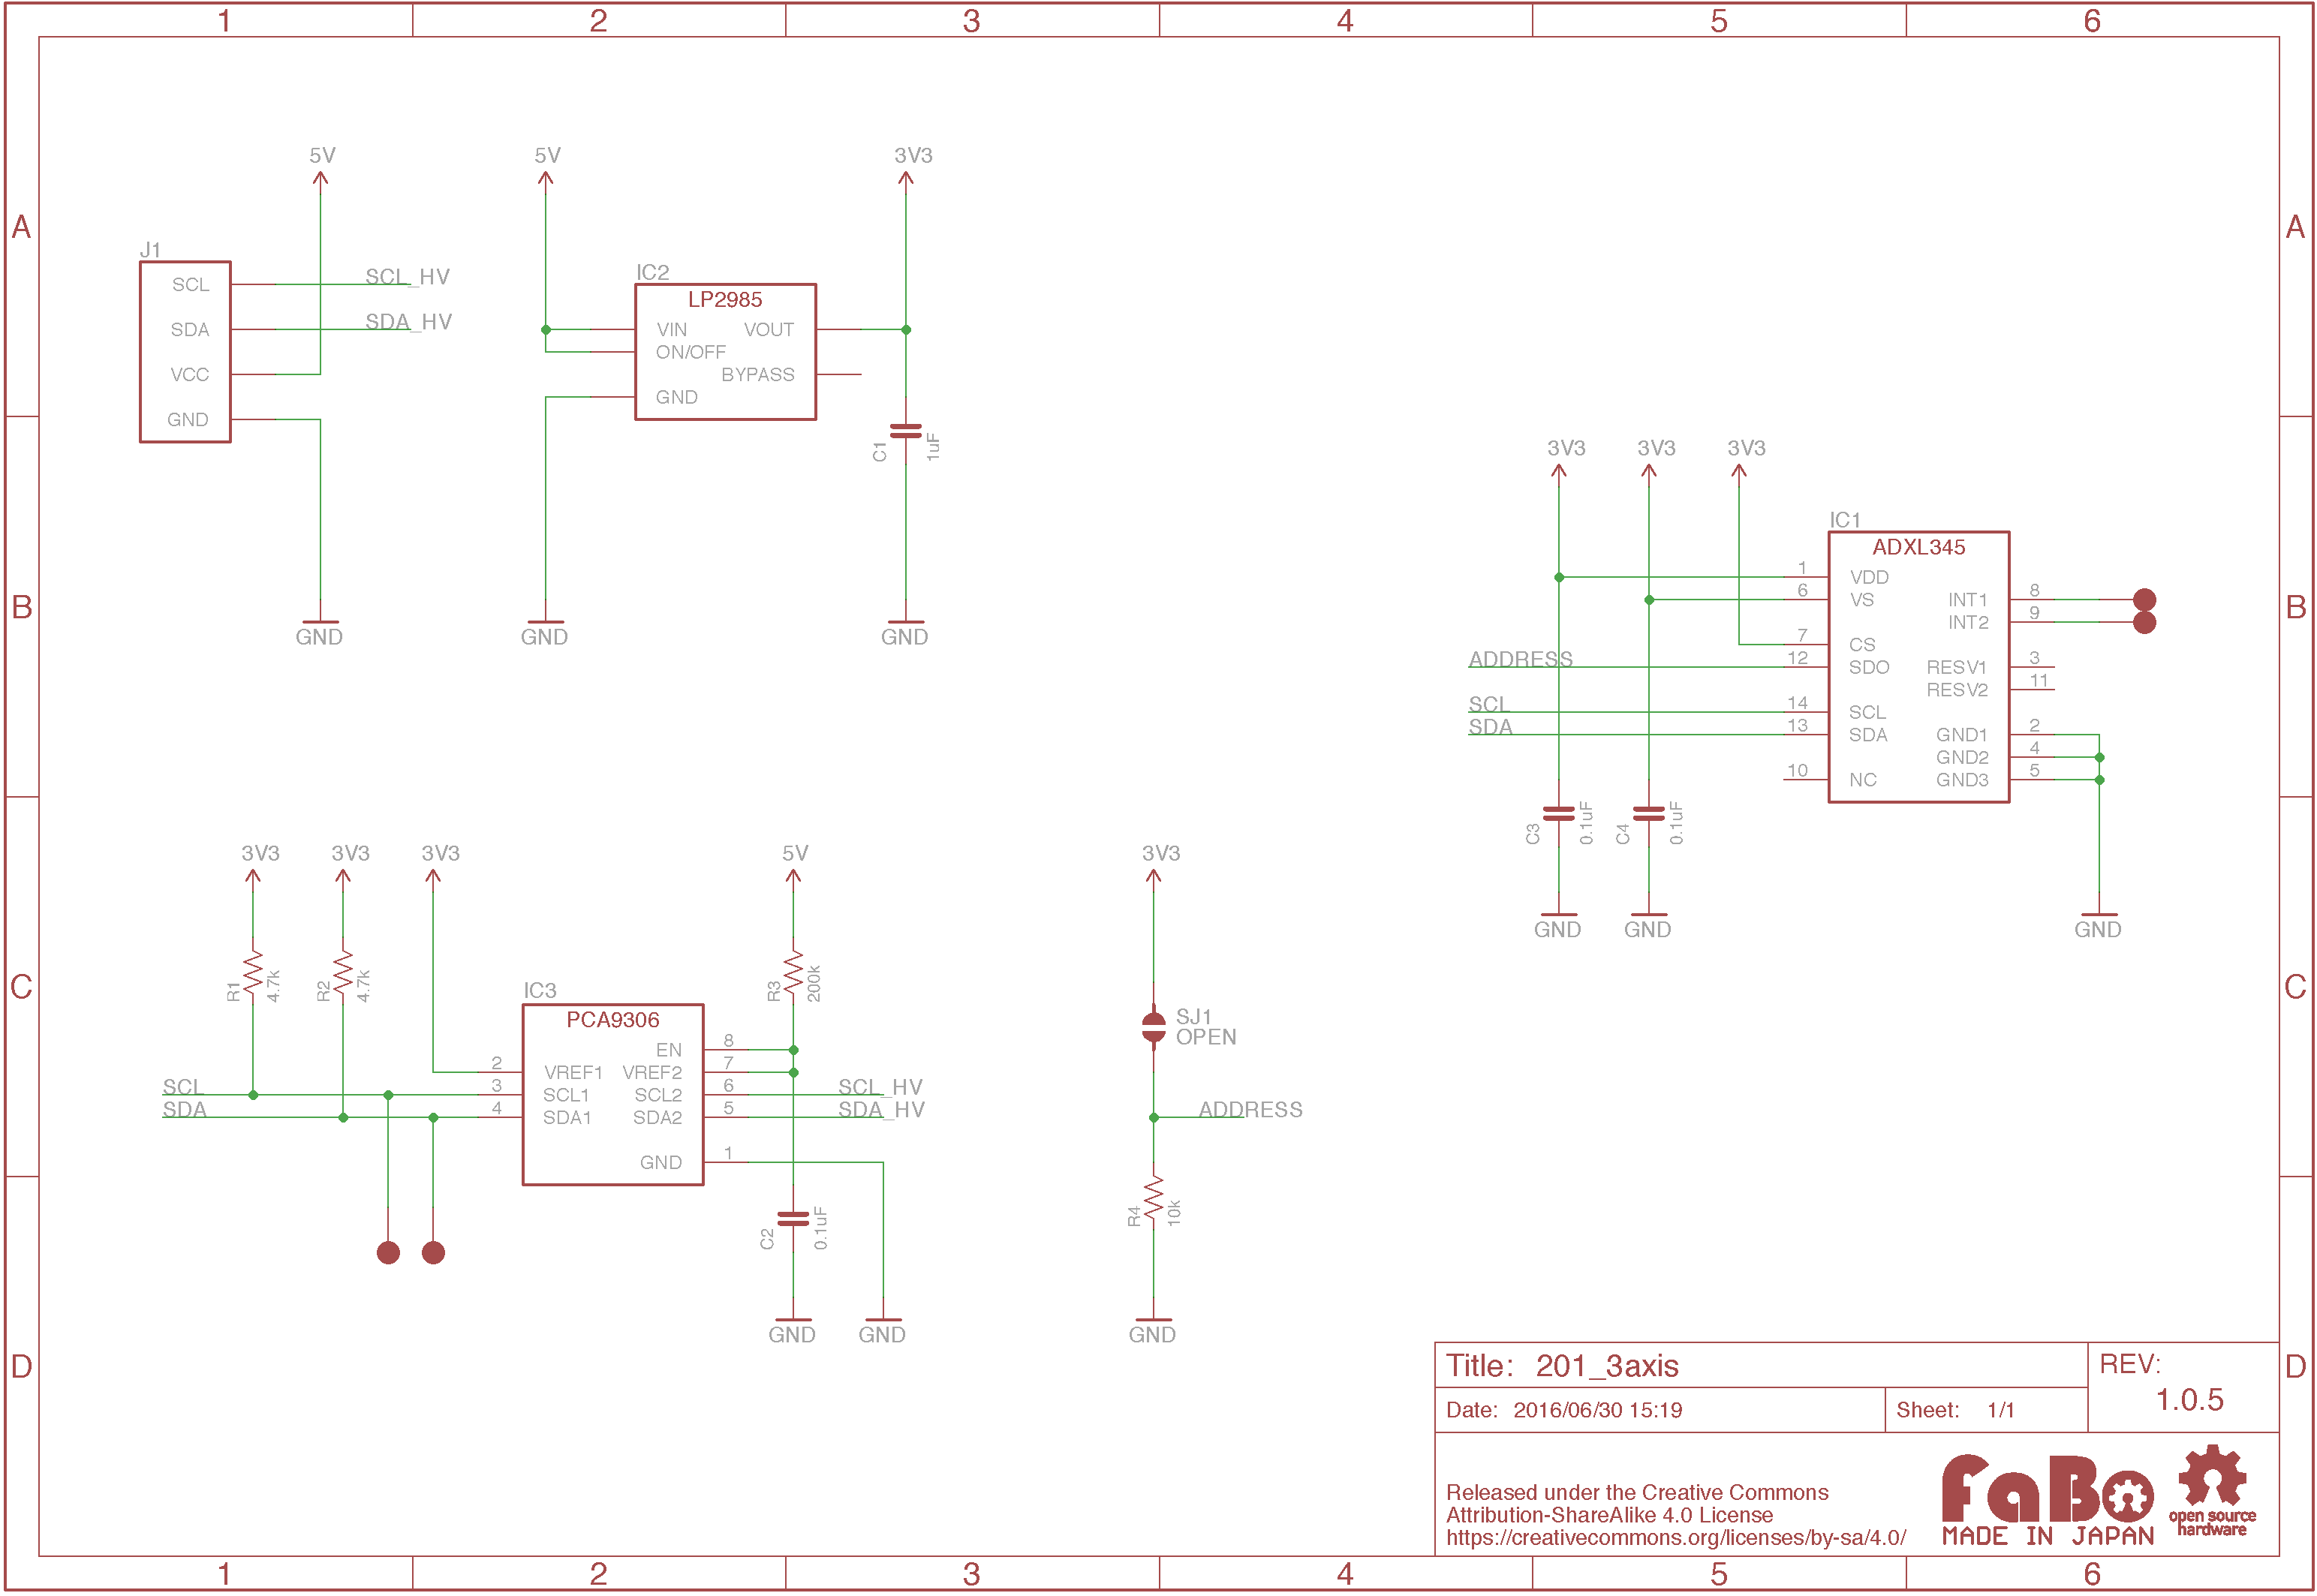 1 2 3 4 5 6
A A
B B
C C
D D
5V
J1
SCL SCL_HV
SDA SDA_HV
VCC
GND
GND
5V 3V3
IC2
LP2985
VIN VOUT
ON/OFF
BYPASS
GND
C1 1uF
GND GND
3V3 3V3 3V3
IC1
ADXL345
1 VDD
6 VS INT1 8
INT2 9
7 CS
ADDRESS 12 SDO RESV1 3
RESV2 11
SCL 14 SCL
SDA 13 SDA GND1 2
GND2 4
10 NC GND3 5
C3 0.1uF C4 0.1uF
GND GND GND
3V3 3V3 3V3 5V
R1 4.7k R2 4.7k R3 200k
IC3
PCA9306
EN 8
2 VREF1 VREF2 7
SCL 3 SCL1 SCL2 6 SCL_HV
SDA 4 SDA1 SDA2 5 SDA_HV
GND 1
C2 0.1uF
GND GND
3V3
SJ1
OPEN
ADDRESS
R4 10k
GND
Title: 201_3axis
REV:
1.0.5
Date: 2016/06/30 15:19
Sheet: 1/1
Released under the Creative Commons
Attribution-ShareAlike 4.0 License
https://creativecommons.org/licenses/by-sa/4.0/
FaBo
MADE IN JAPAN
open source
hardware
1 2 3 4 5 6